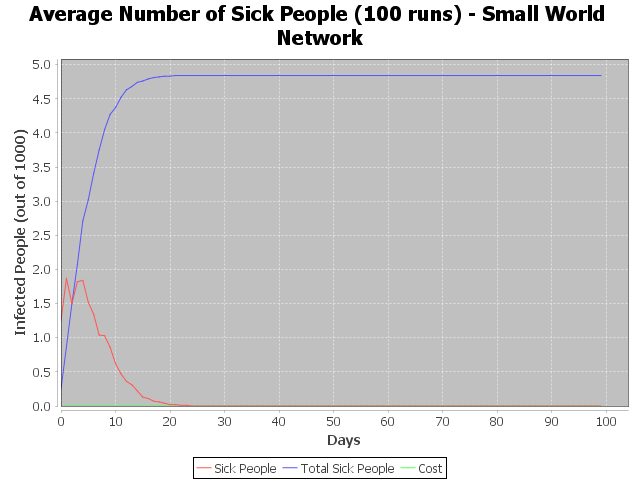 Average Number of Sick People (100 runs) - Small World
Network
Infected People (out of 1000)
5.0
4.5
4.0
3.5
3.0
2.5
2.0
1.5
1.0
0.5
0.0
0 10 20 30 40 50 60 70 80 90 100
Days
Sick People Total Sick People Cost